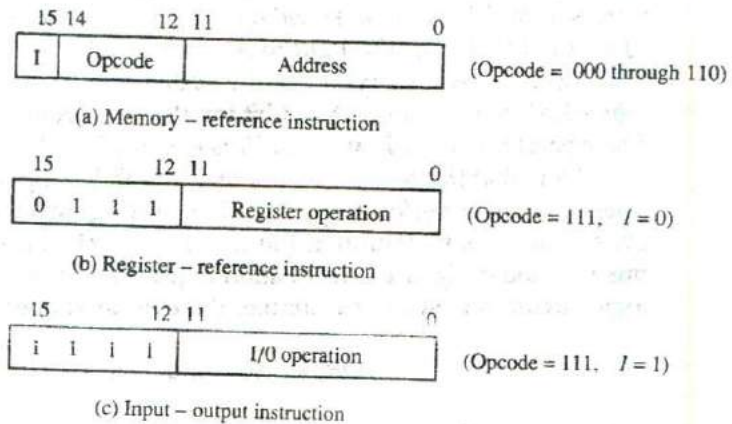 15 14 12 11 0
I Opcode Address (Opcode = 000 through 110)
(a) Memory – reference instruction
15 12 11 0
0 1 1 1 Register operation (Opcode = 111, I = 0)
(b) Register – reference instruction
15 12 11 0
1 1 1 1 I/0 operation (Opcode = 111, I = 1)
(c) Input – output instruction